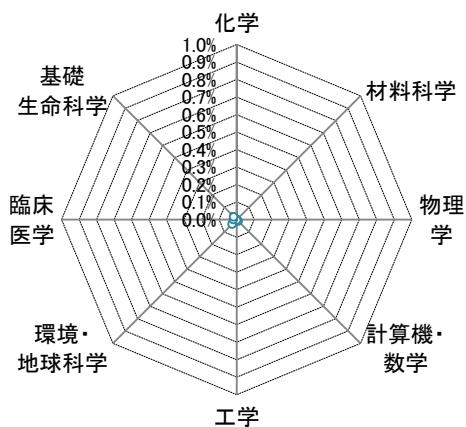 化学
1.0%
0.9%
0.8%
0.7%
0.6%
0.5%
0.4%
0.3%
0.2%
0.1%
0.0%
材料科学
物理
学
計算機・
数学
工学
環境・
地球科学
臨床
医学
基礎
生命科学